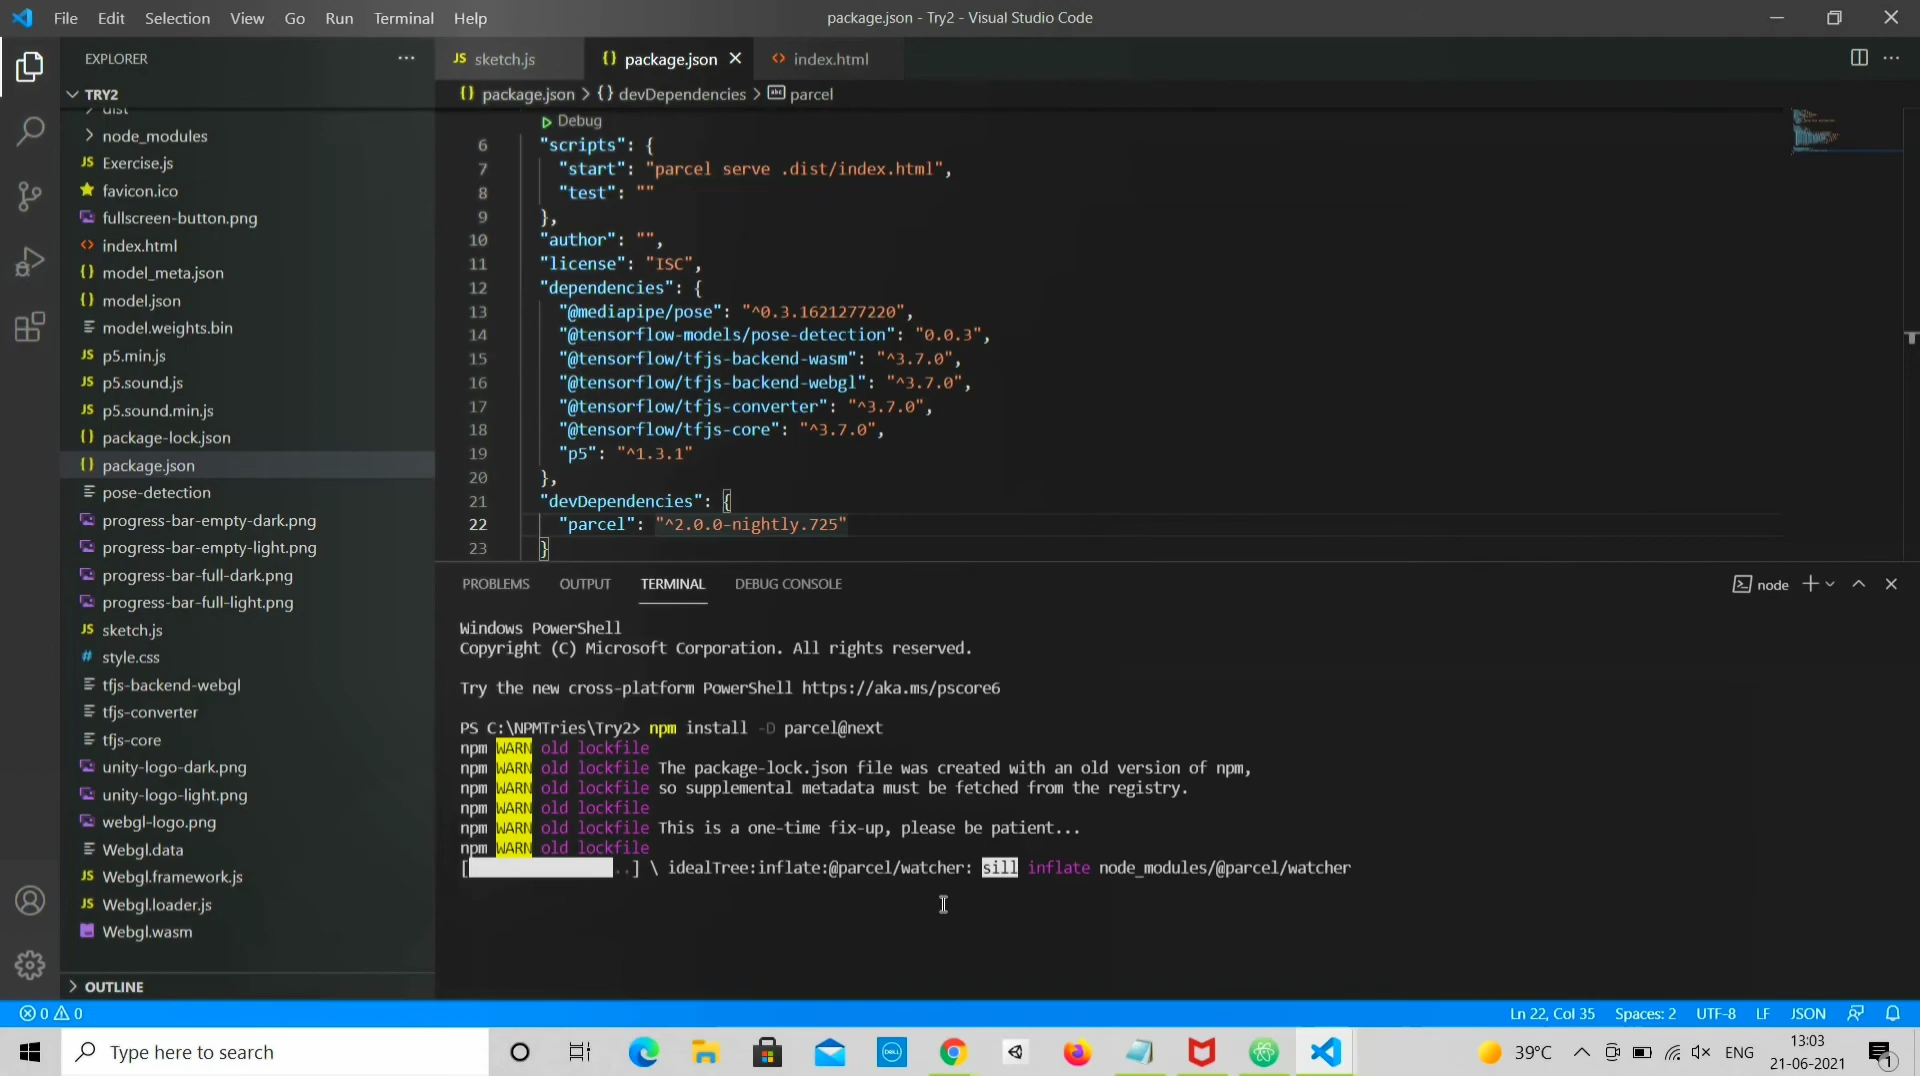 File Edit Selection View Go Run Terminal Help
package.json - Try2 - Visual Studio Code
EXPLORER
TRY2
dist
node_modules
Exercise.js
favicon.ico
fullscreen-button.png
index.html
model_meta.json
model.json
model.weights.bin
p5.min.js
p5.sound.js
p5.sound.min.js
package-lock.json
package.json
pose-detection
progress-bar-empty-dark.png
progress-bar-empty-light.png
progress-bar-full-dark.png
progress-bar-full-light.png
sketch.js
style.css
tfjs-backend-webgl
tfjs-converter
tfjs-core
unity-logo-dark.png
unity-logo-light.png
webgl-logo.png
Webgl.data
Webgl.framework.js
Webgl.loader.js
Webgl.wasm
OUTLINE
JS sketch.js {} package.json <> index.html
{} package.json > {} devDependencies > abc parcel
Debug
6 "scripts": {
7 "start": "parcel serve .dist/index.html",
8 "test": ""
9 },
10 "author": "",
11 "license": "ISC",
12 "dependencies": {
13 "@mediapipe/pose": "^0.3.1621277220",
14 "@tensorflow-models/pose-detection": "0.0.3",
15 "@tensorflow/tfjs-backend-wasm": "^3.7.0",
16 "@tensorflow/tfjs-backend-webgl": "^3.7.0",
17 "@tensorflow/tfjs-converter": "^3.7.0",
18 "@tensorflow/tfjs-core": "^3.7.0",
19 "p5": "^1.3.1"
20 },
21 "devDependencies": {
22 "parcel": "^2.0.0-nightly.725"
23 }
PROBLEMS OUTPUT TERMINAL DEBUG CONSOLE
node
Windows PowerShell
Copyright (C) Microsoft Corporation. All rights reserved.
Try the new cross-platform PowerShell https://aka.ms/pscore6
PS C:\NPMTries\Try2> npm install -D parcel@next
npm WARN old lockfile
npm WARN old lockfile The package-lock.json file was created with an old version of npm,
npm WARN old lockfile so supplemental metadata must be fetched from the registry.
npm WARN old lockfile
npm WARN old lockfile This is a one-time fix-up, please be patient...
npm WARN old lockfile
[..] \ idealTree:inflate:@parcel/watcher: sill inflate node_modules/@parcel/watcher
0 0
Ln 22, Col 35 Spaces: 2 UTF-8 LF JSON
Type here to search
DELL
39°C
ENG
13:03
21-06-2021
1